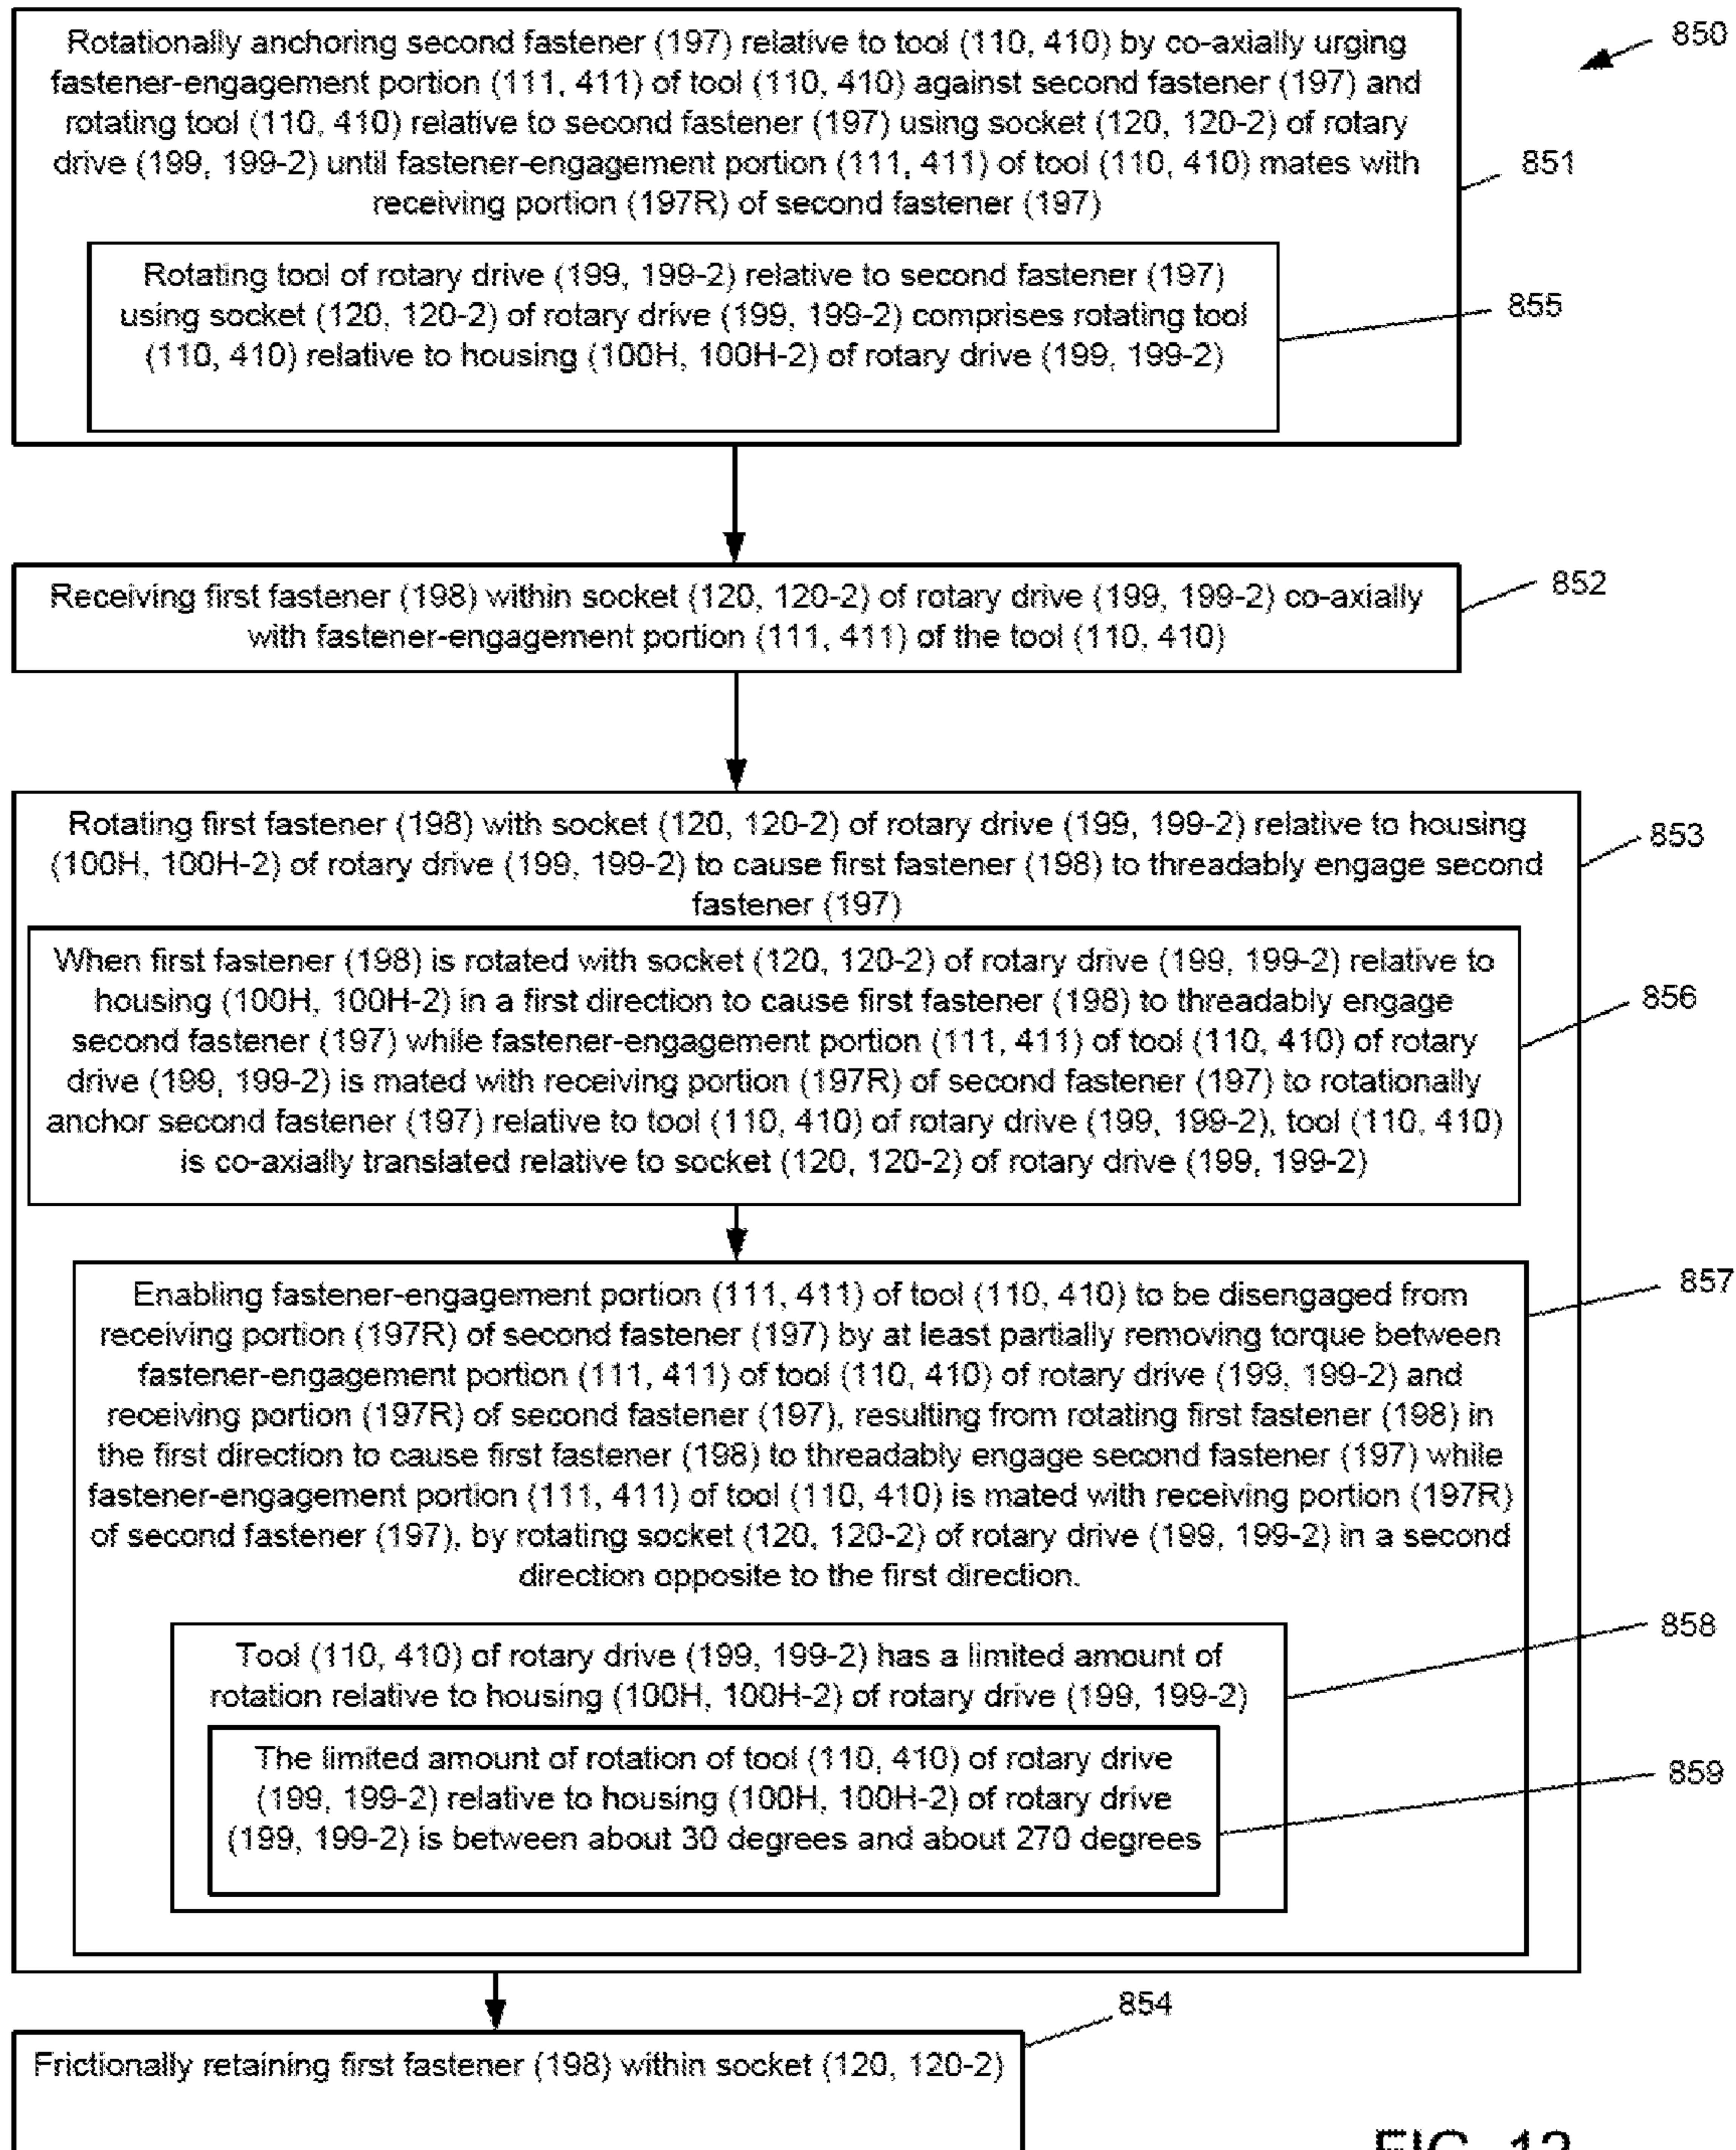 850
Rotationally anchoring second fastener (197) relative to tool (110, 410) by co-axially urging
fastener-engagement portion (111, 411) of tool (110, 410) against second fastener (197) and
rotating tool (110, 410) relative to second fastener (197) using socket (120, 120-2) of rotary
drive (199, 199-2) until fastener-engagement portion (111, 411) of tool (110, 410) mates with
receiving portion (197R) of second fastener (197)
851
Rotating tool of rotary drive (199, 199-2) relative to second fastener (197)
using socket (120, 120-2) of rotary drive (199, 199-2) comprises rotating tool
(110, 410) relative to housing (100H, 100H-2) of rotary drive (199, 199-2)
855
Receiving first fastener (198) within socket (120, 120-2) of rotary drive (199, 199-2) co-axially
with fastener-engagement portion (111, 411) of the tool (110, 410)
852
Rotating first fastener (198) with socket (120, 120-2) of rotary drive (199, 199-2) relative to housing
(100H, 100H-2) of rotary drive (199, 199-2) to cause first fastener (198) to threadably engage second
fastener (197)
853
When first fastener (198) is rotated with socket (120, 120-2) of rotary drive (199, 199-2) relative to
housing (100H, 100H-2) in a first direction to cause first fastener (198) to threadably engage
second fastener (197) while fastener-engagement portion (111, 411) of tool (110, 410) of rotary
drive (199, 199-2) is mated with receiving portion (197R) of second fastener (197) to rotationally
anchor second fastener (197) relative to tool (110, 410) of rotary drive (199, 199-2), tool (110, 410)
is co-axially translated relative to socket (120, 120-2) of rotary drive (199, 199-2)
856
Enabling fastener-engagement portion (111, 411) of tool (110, 410) to be disengaged from
receiving portion (197R) of second fastener (197) by at least partially removing torque between
fastener-engagement portion (111, 411) of tool (110, 410) of rotary drive (199, 199-2) and
receiving portion (197R) of second fastener (197), resulting from rotating first fastener (198) in
the first direction to cause first fastener (198) to threadably engage second fastener (197) while
fastener-engagement portion (111, 411) of tool (110, 410) is mated with receiving portion (197R)
of second fastener (197), by rotating socket (120, 120-2) of rotary drive (199, 199-2) in a second
direction opposite to the first direction.
857
Tool (110, 410) of rotary drive (199, 199-2) has a limited amount of
rotation relative to housing (100H, 100H-2) of rotary drive (199, 199-2)
858
The limited amount of rotation of tool (110, 410) of rotary drive
(199, 199-2) relative to housing (100H, 100H-2) of rotary drive
(199, 199-2) is between about 30 degrees and about 270 degrees
859
Frictionally retaining first fastener (198) within socket (120, 120-2)
854